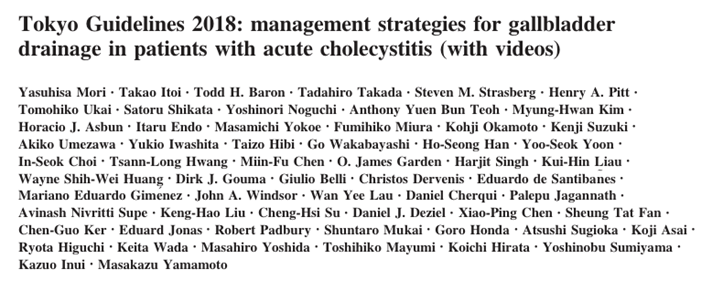 Tokyo Guidelines 2018: management strategies for gallbladder
drainage in patients with acute cholecystitis (with videos)
Yasuhisa Mori · Takao Itoi · Todd H. Baron · Tadahiro Takada · Steven M. Strasberg · Henry A. Pitt ·
Tomohiko Ukai · Satoru Shikata · Yoshinori Noguchi · Anthony Yuen Bun Teoh · Myung-Hwan Kim ·
Horacio J. Asbun · Itaru Endo · Masamichi Yokoe · Fumihiko Miura · Kohji Okamoto · Kenji Suzuki ·
Akiko Umezawa · Yukio Iwashita · Taizo Hibi · Go Wakabayashi · Ho-Seong Han · Yoo-Seok Yoon ·
In-Seok Choi · Tsann-Long Hwang · Miin-Fu Chen · O. James Garden · Harjit Singh · Kui-Hin Liau ·
Wayne Shih-Wei Huang · Dirk J. Gouma · Giulio Belli · Christos Dervenis · Eduardo de Santibañes ·
Mariano Eduardo Gimenez · John A. Windsor · Wan Yee Lau · Daniel Cherqui · Palepu Jagannath ·
Avinash Nivritti Supe · Keng-Hao Liu · Cheng-Hsi Su · Daniel J. Deziel · Xiao-Ping Chen · Sheung Tat Fan ·
Chen-Guo Ker · Eduard Jonas · Robert Padbury · Shuntaro Mukai · Goro Honda · Atsushi Sugioka · Koji Asai ·
Ryota Higuchi · Keita Wada · Masahiro Yoshida · Toshihiko Mayumi · Koichi Hirata · Yoshinobu Sumiyama ·
Kazuo Inui · Masakazu Yamamoto